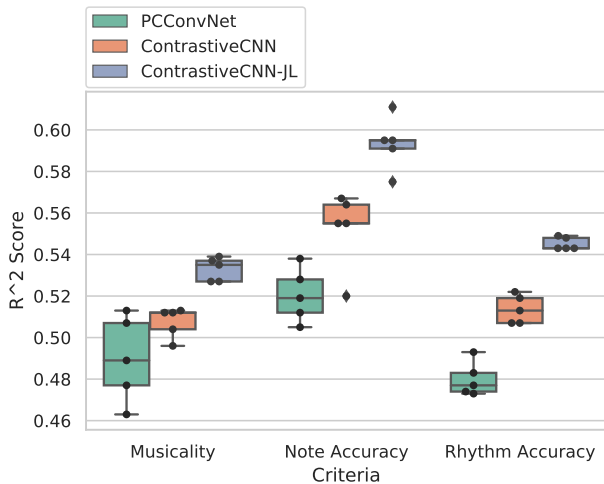 PCConvNet
ContrastiveCNN
ContrastiveCNN-JL
0.60
0.58
0.56
0.54
0.52
0.50
0.48
0.46
R^2 Score
Musicality Note Accuracy Rhythm Accuracy
Criteria